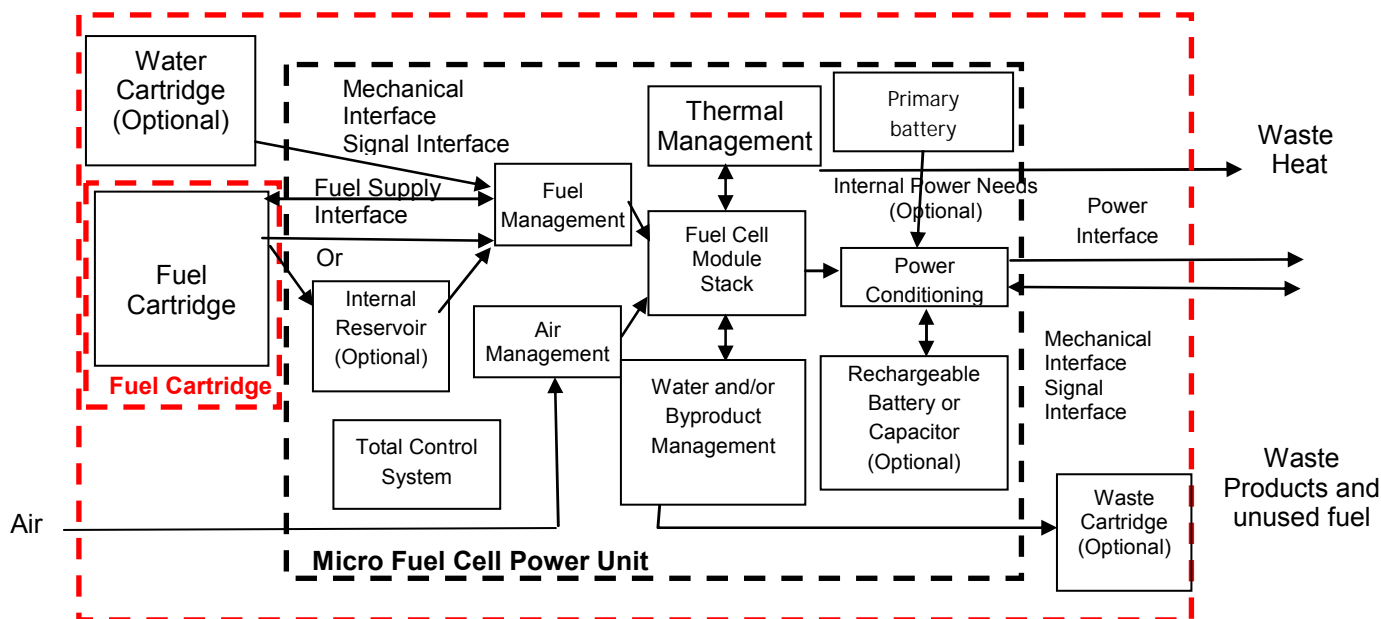 Water
Cartridge
(Optional)
Mechanical
Interface
Signal Interface
Thermal
Management
Primary
battery
Waste
Heat
Fuel Supply
Interface
Or
Fuel
Management
Internal Power Needs
(Optional)
Power
Interface
Fuel
Cartridge
Fuel Cartridge
Internal
Reservoir
(Optional)
Fuel Cell
Module
Stack
Power
Conditioning
Air
Management
Mechanical
Interface
Signal
Interface
Water and/or
Byproduct
Management
Rechargeable
Battery or
Capacitor
(Optional)
Total Control
System
Waste
Products and
unused fuel
Waste
Cartridge
(Optional)
Air
Micro Fuel Cell Power Unit